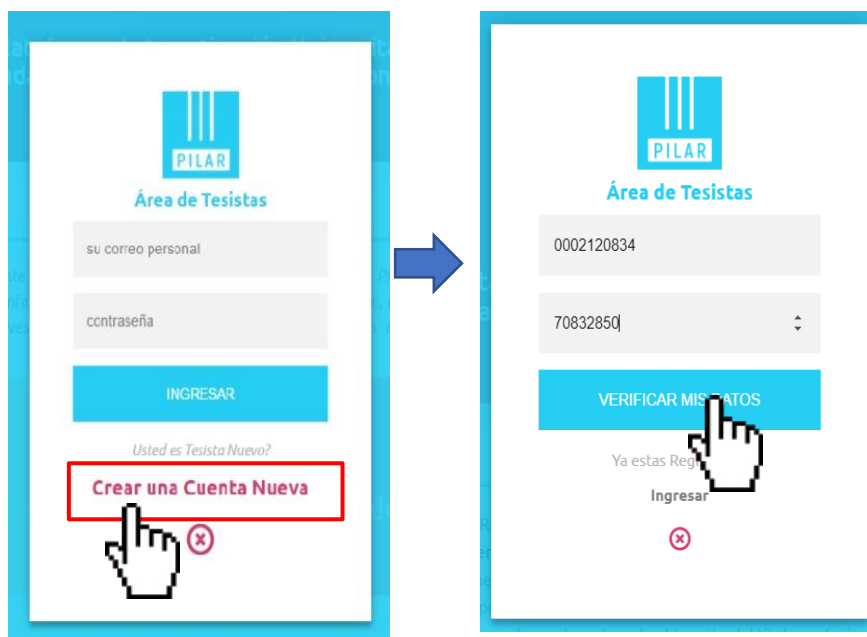 PILAR
Área de Tesistas
su correo personal
contraseña
INGRESAR
Usted es Tesista Nuevo?
Crear una Cuenta Nueva
PILAR
Área de Tesistas
0002120834
70832850
VERIFICAR MIS DATOS
Ya estas Reg
Ingresar